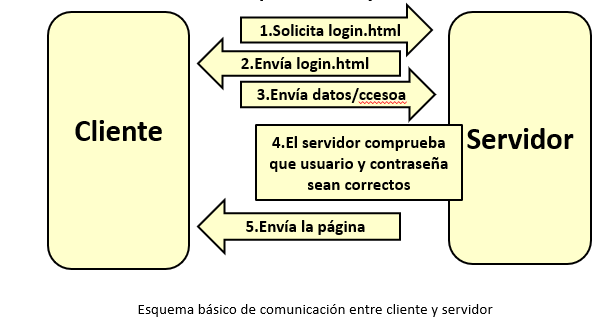 Cliente
Servidor
1.Solicita login.html
2.Envía login.html
3.Envía datos/ccesoa
4.El servidor comprueba
que usuario y contraseña
sean correctos
5.Envía la página
Esquema básico de comunicación entre cliente y servidor